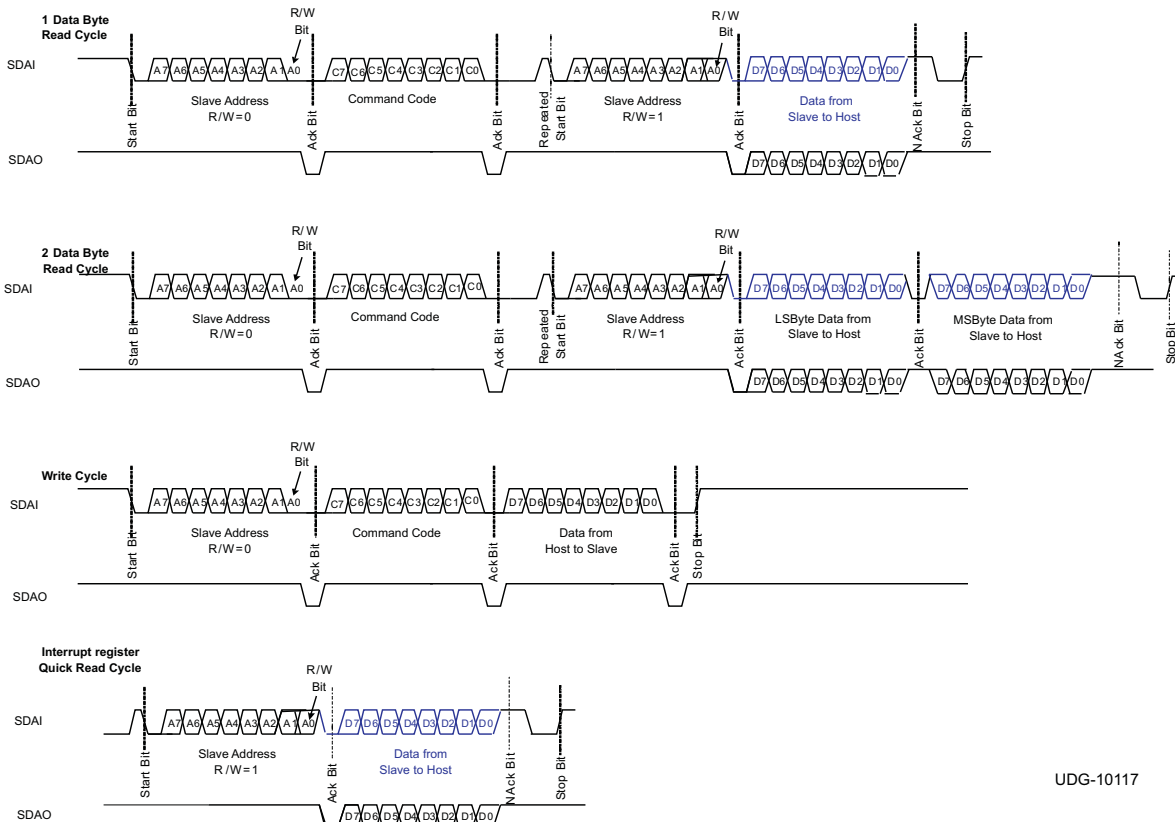 1 Data Byte
Read Cycle
R/W
Bit
R/W
Bit
SDAI
A7 A6 A5 A4 A3 A2 A1 A0
C7 C6 C5 C4 C3 C2 C1 C0
A7 A6 A5 A4 A3 A2 A1 A0
D7 D6 D5 D4 D3 D2 D1 D0
Start Bit
Slave Address
R/W=0
Ack Bit
Command Code
Ack Bit
Repeated
Start Bit
Slave Address
R/W=1
Ack Bit
Data from
Slave to Host
NAck Bit
Stop Bit
SDAO
D7 D6 D5 D4 D3 D2 D1 D0
2 Data Byte
Read Cycle
R/W
Bit
R/W
Bit
SDAI
A7 A6 A5 A4 A3 A2 A1 A0
C7 C6 C5 C4 C3 C2 C1 C0
A7 A6 A5 A4 A3 A2 A1 A0
D7 D6 D5 D4 D3 D2 D1 D0
D7 D6 D5 D4 D3 D2 D1 D0
Start Bit
Slave Address
R/W=0
Ack Bit
Command Code
Ack Bit
Repeated
Start Bit
Slave Address
R/W=1
Ack Bit
LSByte Data from
Slave to Host
Ack Bit
MSByte Data from
Slave to Host
NAck Bit
Stop Bit
SDAO
D7 D6 D5 D4 D3 D2 D1 D0
D7 D6 D5 D4 D3 D2 D1 D0
Write Cycle
R/W
Bit
SDAI
A7 A6 A5 A4 A3 A2 A1 A0
C7 C6 C5 C4 C3 C2 C1 C0
D7 D6 D5 D4 D3 D2 D1 D0
Start Bit
Slave Address
R/W=0
Ack Bit
Command Code
Ack Bit
Data from
Host to Slave
Ack Bit
Stop Bit
SDAO
Interrupt register
Quick Read Cycle
R/W
Bit
SDAI
A7 A6 A5 A4 A3 A2 A1 A0
D7 D6 D5 D4 D3 D2 D1 D0
Start Bit
Slave Address
R/W=1
Ack Bit
Data from
Slave to Host
NAck Bit
Stop Bit
UDG-10117
SDAO
D7 D6 D5 D4 D3 D2 D1 D0